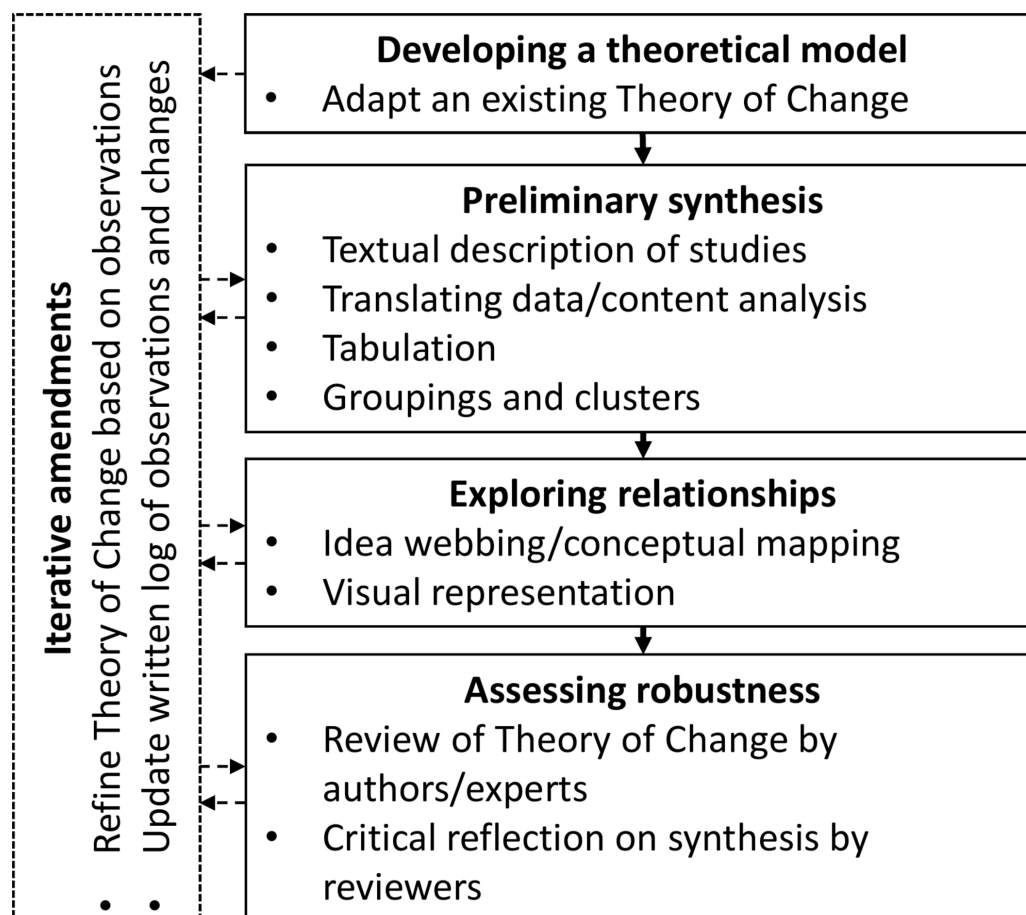 Iterative amendments
• Refine Theory of Change based on observations
• Update written log of observations and changes
Developing a theoretical model
• Adapt an existing Theory of Change
Preliminary synthesis
• Textual description of studies
• Translating data/content analysis
• Tabulation
• Groupings and clusters
Exploring relationships
• Idea webbing/conceptual mapping
• Visual representation
Assessing robustness
• Review of Theory of Change by
authors/experts
• Critical reflection on synthesis by
reviewers